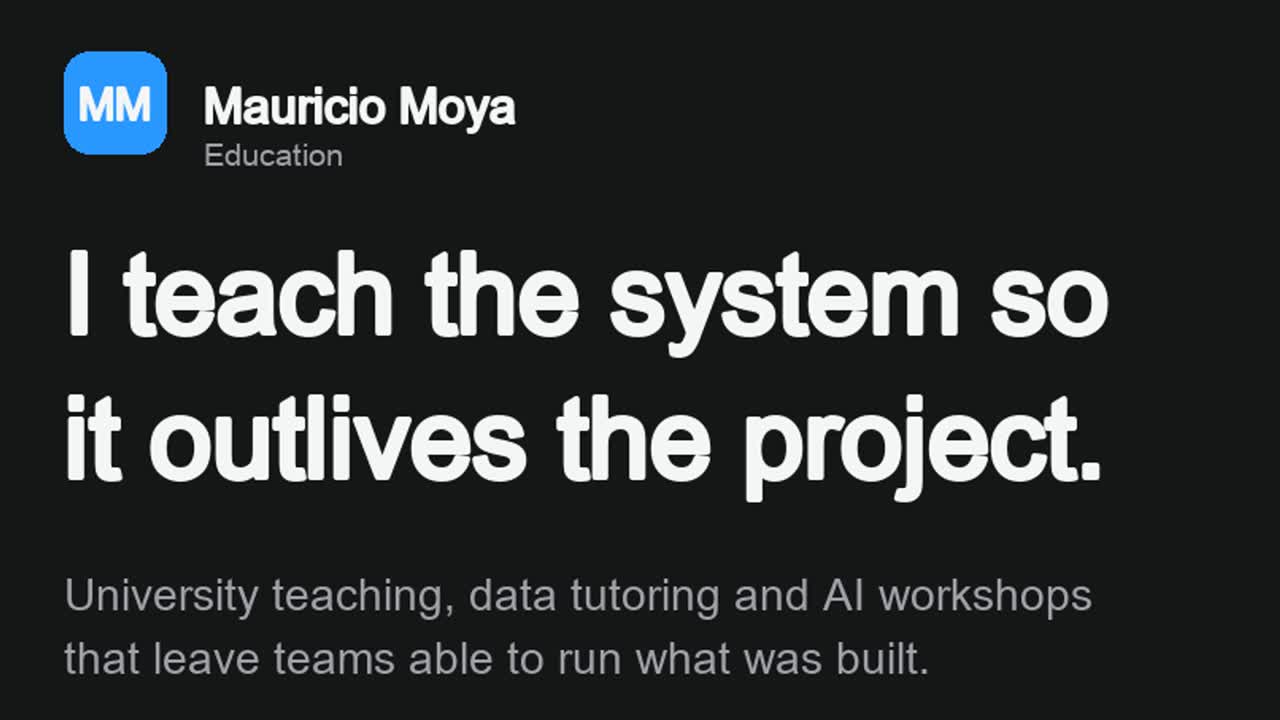 MM
Mauricio Moya
Education
I teach the system so
it outlives the project.
University teaching, data tutoring and AI workshops
that leave teams able to run what was built.